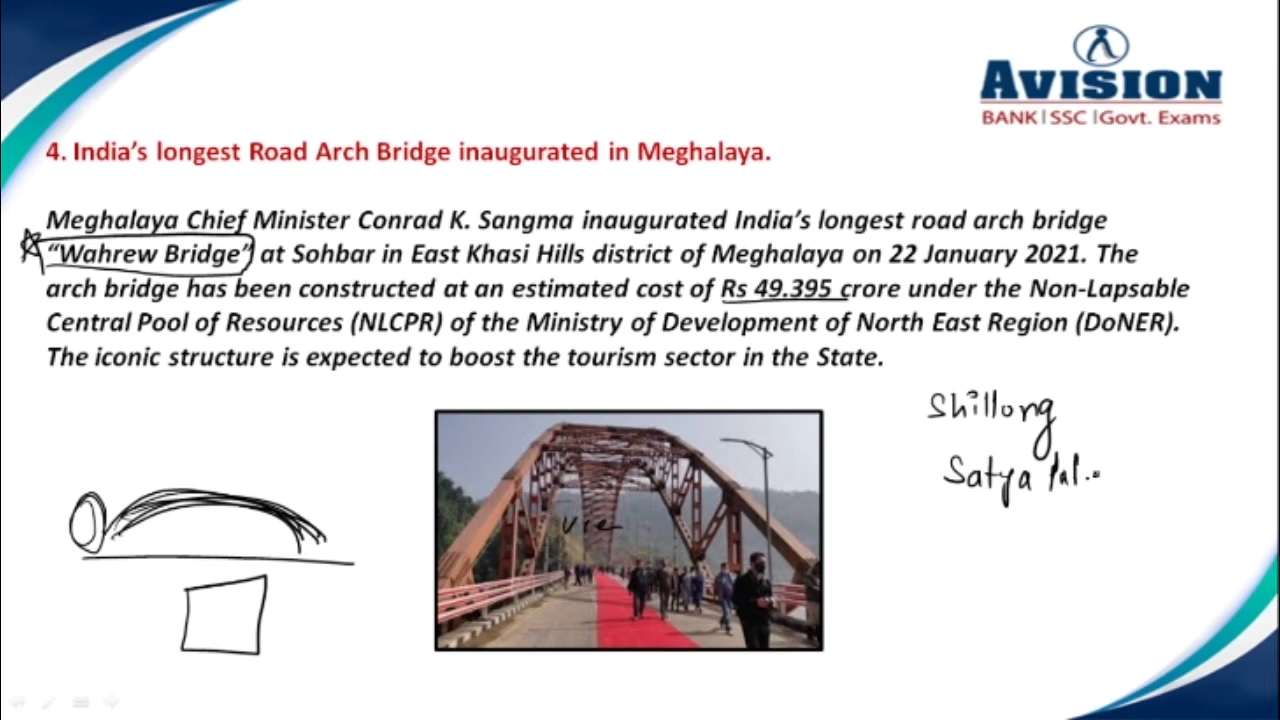 AVISION
BANK | SSC | Govt. Exams
4. India's longest Road Arch Bridge inaugurated in Meghalaya.
Meghalaya Chief Minister Conrad K. Sangma inaugurated India's longest road arch bridge
"Wahrew Bridge" at Sohbar in East Khasi Hills district of Meghalaya on 22 January 2021. The
arch bridge has been constructed at an estimated cost of Rs 49.395 crore under the Non-Lapsable
Central Pool of Resources (NLCPR) of the Ministry of Development of North East Region (DoNER).
The iconic structure is expected to boost the tourism sector in the State.
Shillong
Satya